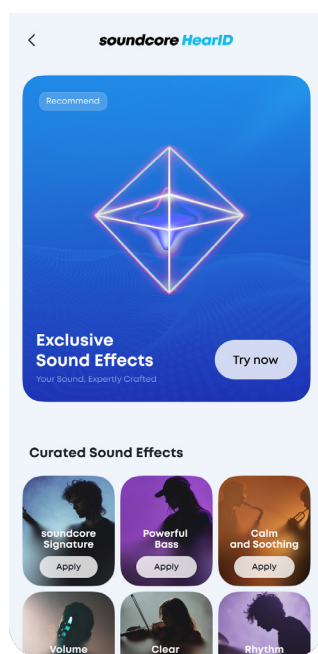 soundcore HearID
Recommend
Exclusive
Sound Effects
Your Sound, Expertly Crafted
Try now
Curated Sound Effects
soundcore
Signature
Apply
Powerful
Bass
Apply
Calm
and Soothing
Apply
Volume
Clear
Rhythm